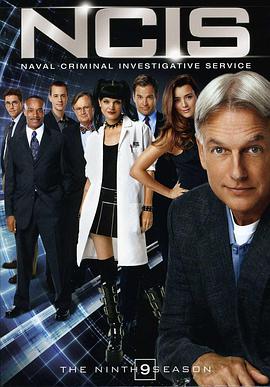 NCIS
NAVAL CRIMINAL INVESTIGATIVE SERVICE
THE NINTH 9 SEASON